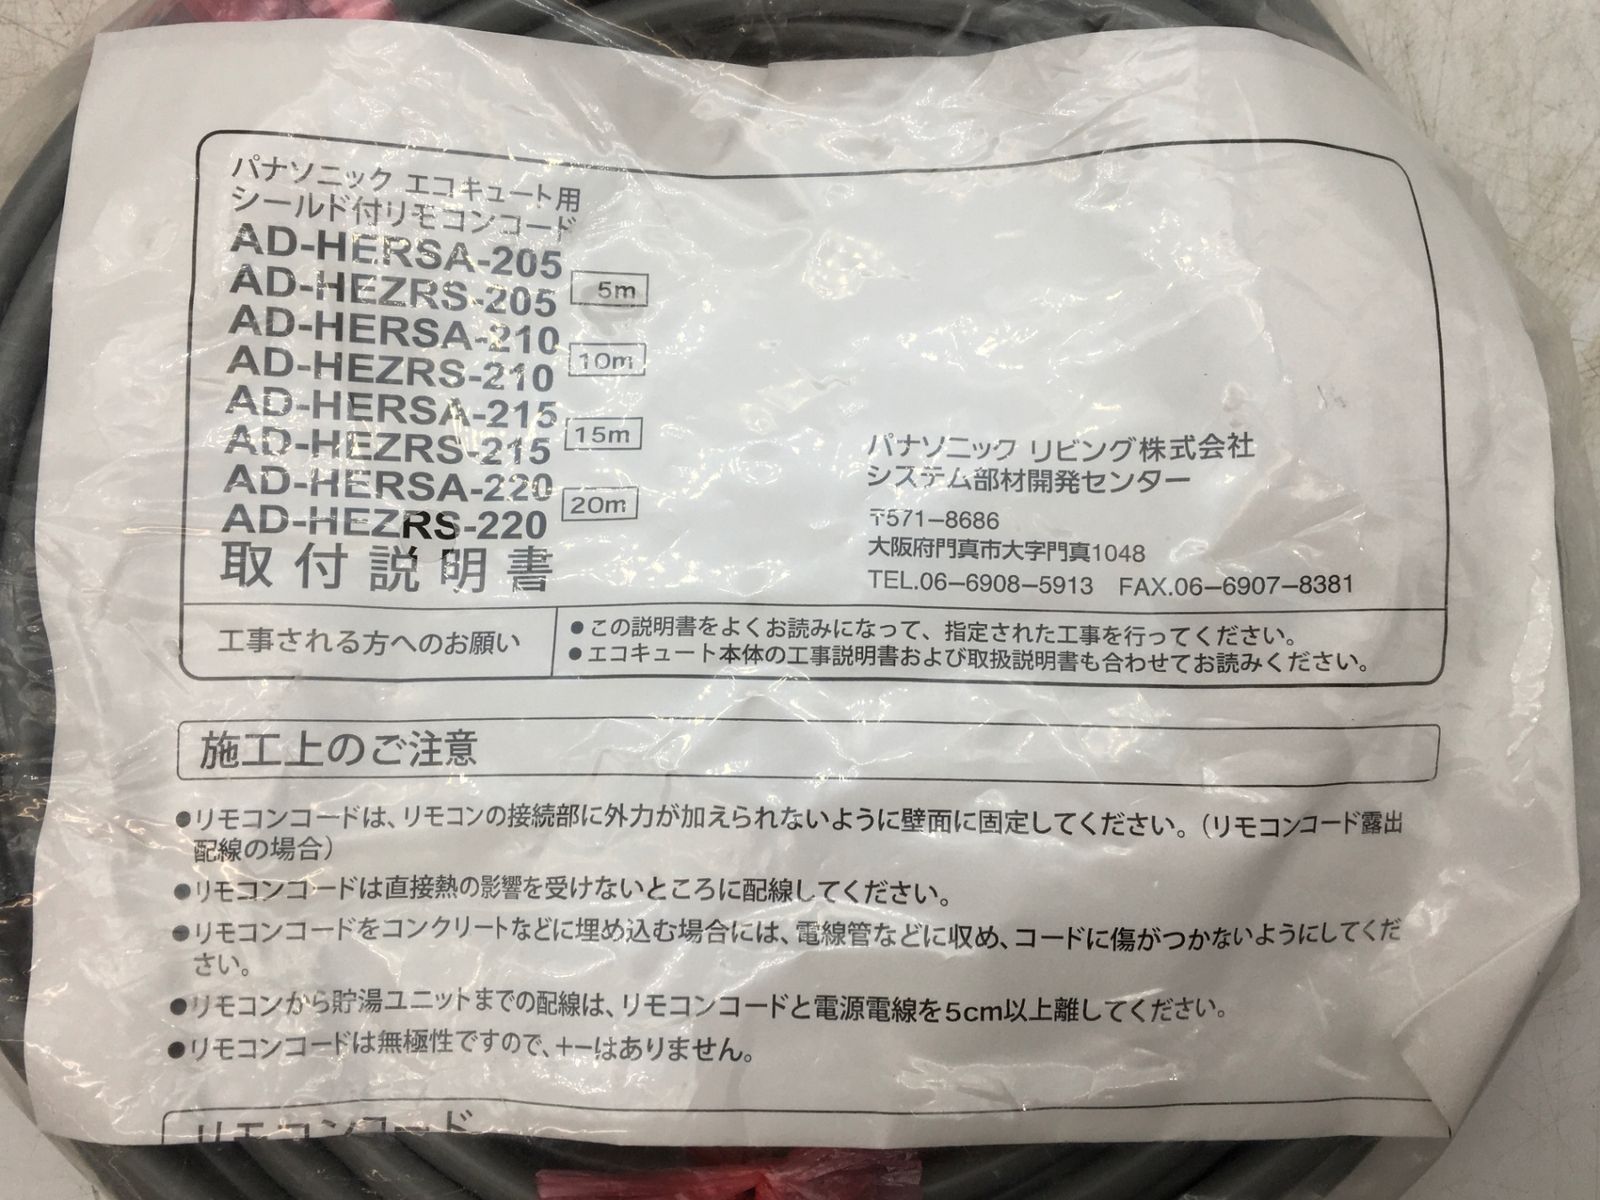 パナソニック エコキュート用
シールド付リモコンコード
AD-HERSA-205
AD-HEZRS-205
5m
AD-HERSA-210
AD-HEZRS-210
10m
AD-HERSA-215
AD-HEZRS-215
15m
AD-HERSA-220
AD-HEZRS-220
20m
取付説明書
パナソニック リビング株式会社
システム部材開発センター
〒571-8686
大阪府門真市大字門真1048
TEL.06-6908-5913 FAX.06-6907-8381
工事される方へのお願い
●この説明書をよくお読みになって、指定された工事を行ってください。
●エコキュート本体の工事説明書および取扱説明書も合わせてお読みください。
施工上のご注意
●リモコンコードは、リモコンの接続部に外力が加えられないように壁面に固定してください。（リモコンコード露出
配線の場合）
●リモコンコードは直接熱の影響を受けないところに配線してください。
●リモコンコードをコンクリートなどに埋め込む場合には、電線管などに収め、コードに傷がつかないようにしてくだ
さい。
●リモコンから貯湯ユニットまでの配線は、リモコンコードと電源電線を5cm以上離してください。
●リモコンコードは無極性ですので、＋－はありません。
リモコンコード